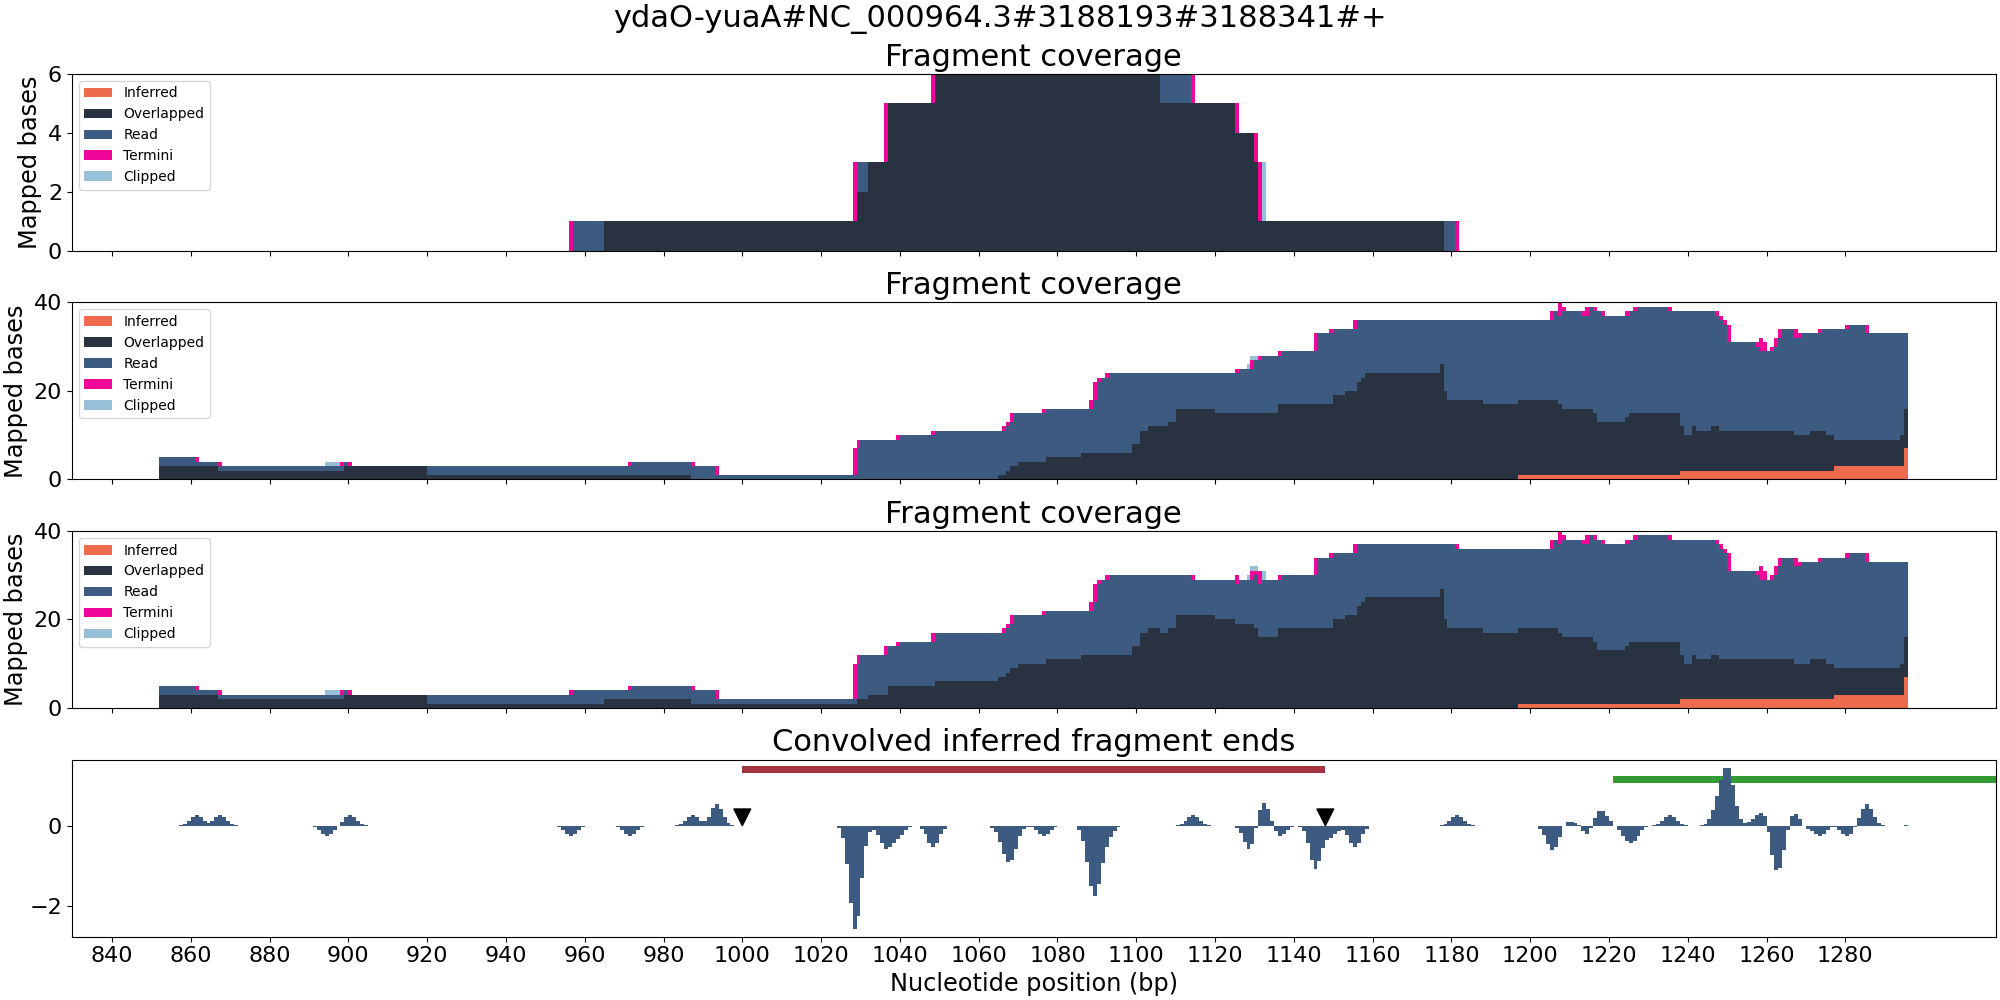 ydaO-yuaA#NC_000964.3#3188193#3188341#+
Fragment coverage
Mapped bases
6
4
2
0
Inferred
Overlapped
Read
Termini
Clipped
Fragment coverage
Mapped bases
40
20
0
Inferred
Overlapped
Read
Termini
Clipped
Fragment coverage
Mapped bases
40
20
0
Inferred
Overlapped
Read
Termini
Clipped
Convolved inferred fragment ends
0
−2
840 860 880 900 920 940 960 980 1000 1020 1040 1060 1080 1100 1120 1140 1160 1180 1200 1220 1240 1260 1280
Nucleotide position (bp)